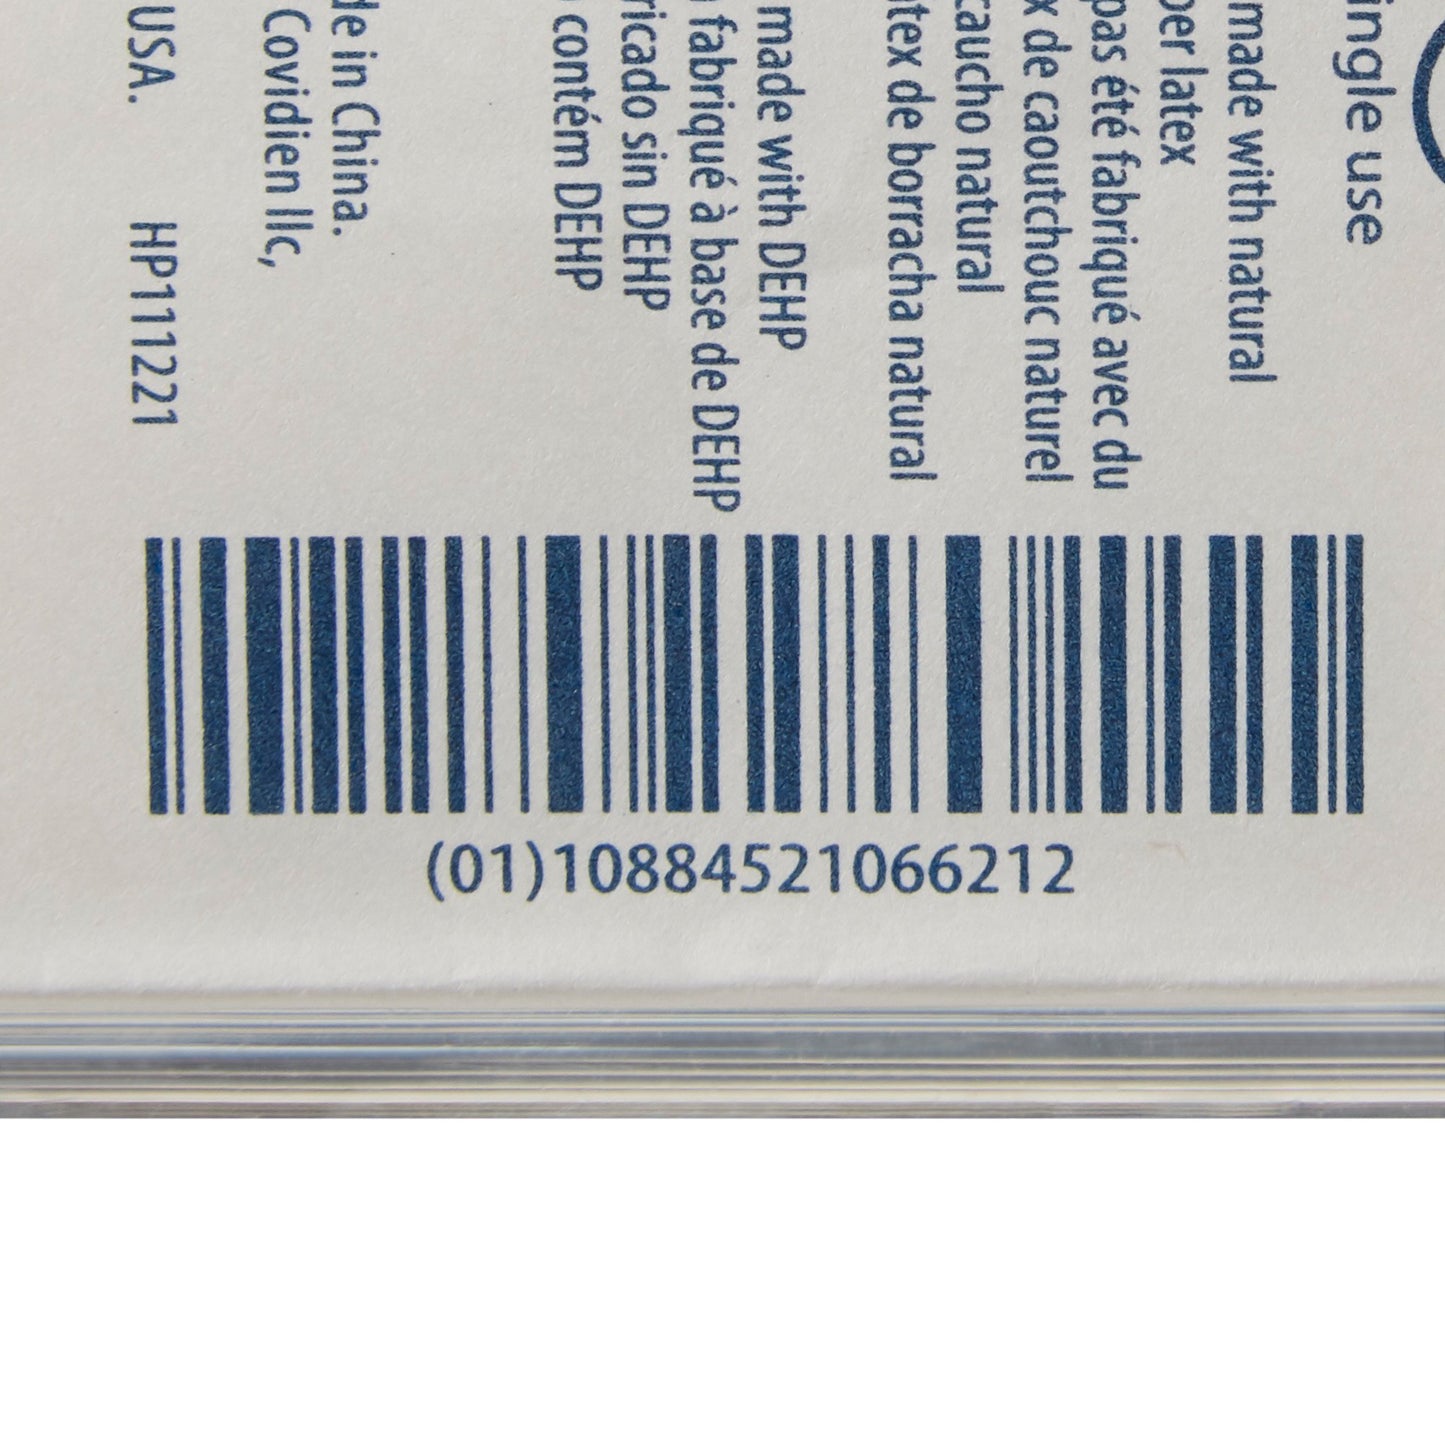 ingle use
made with natural
per latex
pas été fabriqué avec du
x de caoutchouc naturel
caucho natural
atex de borracha natural
made with DEHP
fabriqué à base de DEHP
ricado sin DEHP
contém DEHP
de in China.
Covidien llc,
USA. HP111221
(01)10884521066212